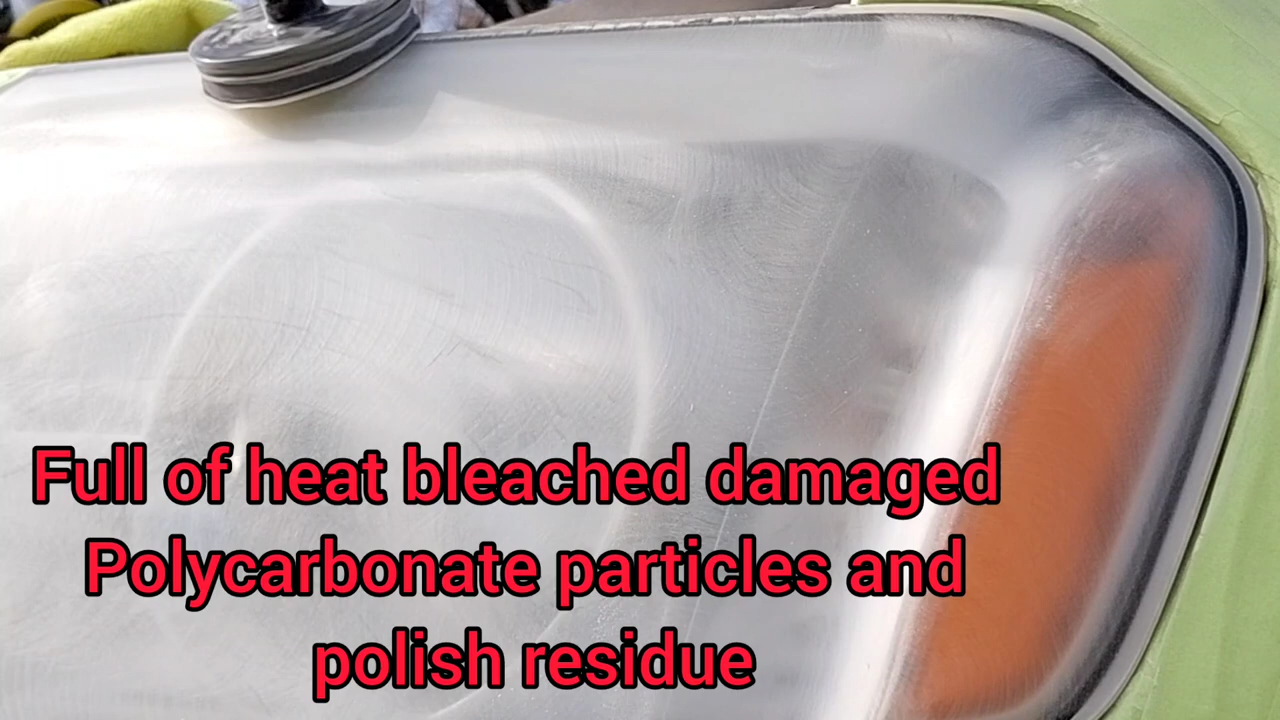 Full of heat bleached damaged
Polycarbonate particles and
polish residue